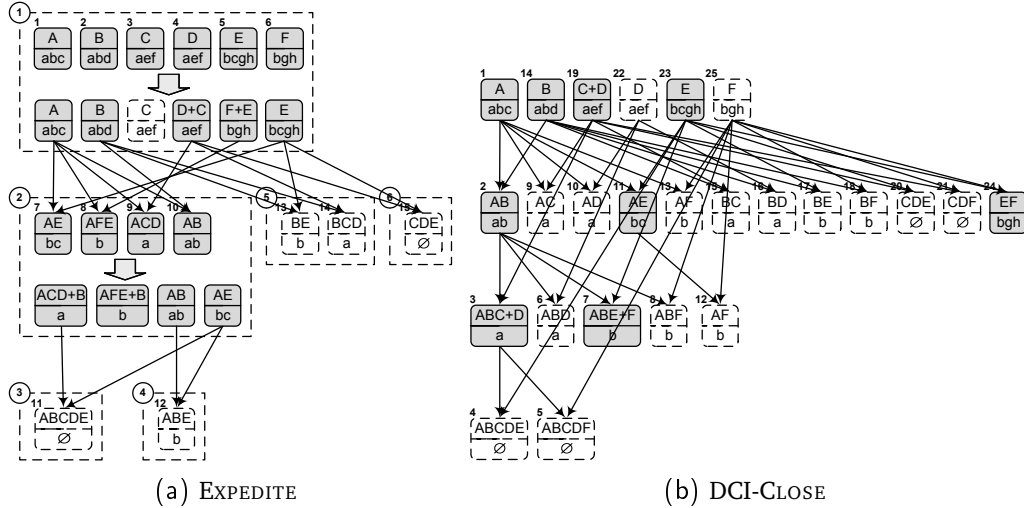 1
1 2 3 4 5 6
A B C D E F
abc abd aef aef bcgh bgh
A B C D+C F+E E
abc abd aef aef bgh bcgh
2 5 6
7 8 9 10 13 14 15
AE AFE ACD AB BE BCD CDE
bc b a ab b a ∅
ACD+B AFE+B AB AE
a b ab bc
3 4
11 12
ABCDE ABE
∅ b
(a) EXPEDITE
1 14 19 22 23 25
A B C+D D E F
abc abd aef aef bcgh bgh
2 9 10 11 13 15 16 17 18 20 21 24
AB AC AD AE AF BC BD BE BF CDE CDF EF
ab a a bc b a a b b ∅ ∅ bgh
3 6 7 8 12
ABC+D ABD ABE+F ABF AF
a a b b b
4 5
ABCDE ABCDF
∅ ∅
(b) DCI-CLOSE